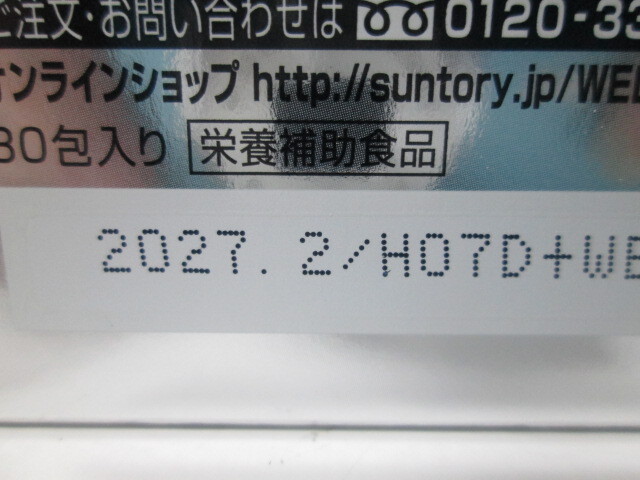 ご注文・お問い合わせは 0120-33
オンラインショップ http://suntory.jp/WEL
30包入り 栄養補助食品
2027. 2/H07D+WE